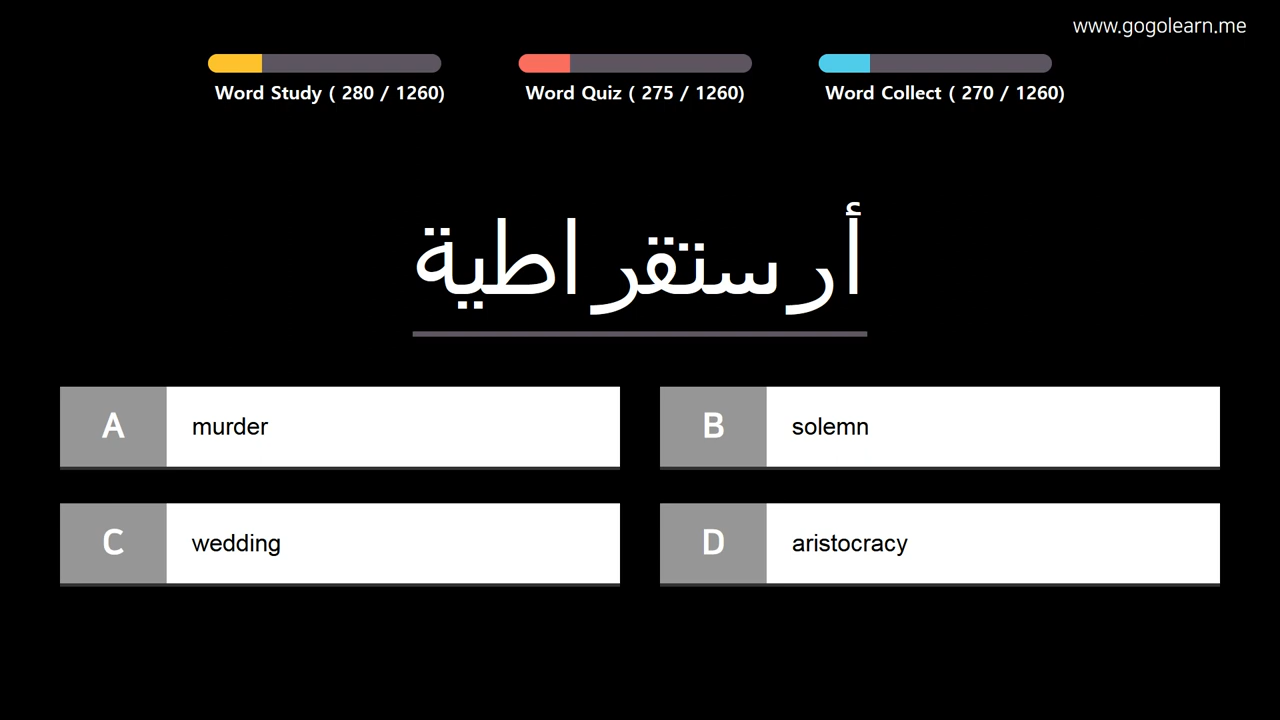 www.gogolearn.me
Word Study ( 280 / 1260)
Word Quiz ( 275 / 1260)
Word Collect ( 270 / 1260)
أرستقراطية
A murder
B solemn
C wedding
D aristocracy